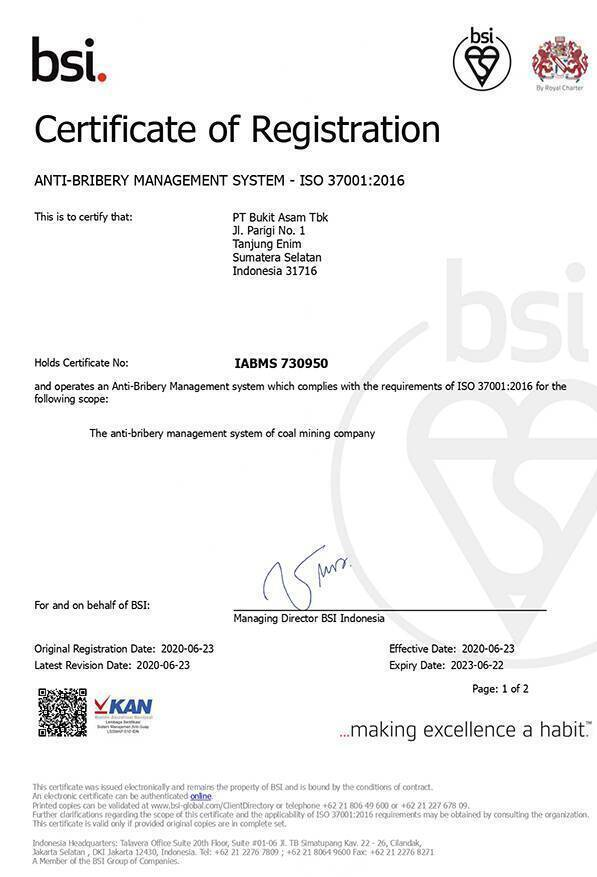 bsi.
bsi
By Royal Charter
Certificate of Registration
ANTI-BRIBERY MANAGEMENT SYSTEM - ISO 37001:2016
This is to certify that:
PT Bukit Asam Tbk
Jl. Parigi No. 1
Tanjung Enim
Sumatera Selatan
Indonesia 31716
bsi
Holds Certificate No:
IABMS 730950
and operates an Anti-Bribery Management system which complies with the requirements of ISO 37001:2016 for the
following scope:
The anti-bribery management system of coal mining company
For and on behalf of BSI:
Managing Director BSI Indonesia
Original Registration Date: 2020-06-23
Effective Date: 2020-06-23
Latest Revision Date: 2020-06-23
Expiry Date: 2023-06-22
Page: 1 of 2
KAN
Komite Akreditasi Nasional
Lembaga Sertifikasi
Sistem Manajemen Anti Suap
...making excellence a habit.™
This certificate was issued electronically and remains the property of BSI and is bound by the conditions of contract.
An electronic certificate can be authenticated online.
Printed copies can be validated at www.bsi-global.com/ClientDirectory or telephone +62 21 806 49 600 or +62 21 227 678 09.
Further clarifications regarding the scope of this certificate and the applicability of ISO 37001:2016 requirements may be obtained by consulting the organization.
This certificate is valid only if provided original copies are in complete set.
Indonesia Headquarters: Talavera Office Suite 20th Floor, Suite #01-06 Jl. TB Simatupang Kav. 22 - 26, Cilandak,
Jakarta Selatan , DKI Jakarta 12430, Indonesia. Tel: +62 21 2276 7809 ; +62 21 8064 9600 Fax: +62 21 2276 8271
A Member of the BSI Group of Companies.